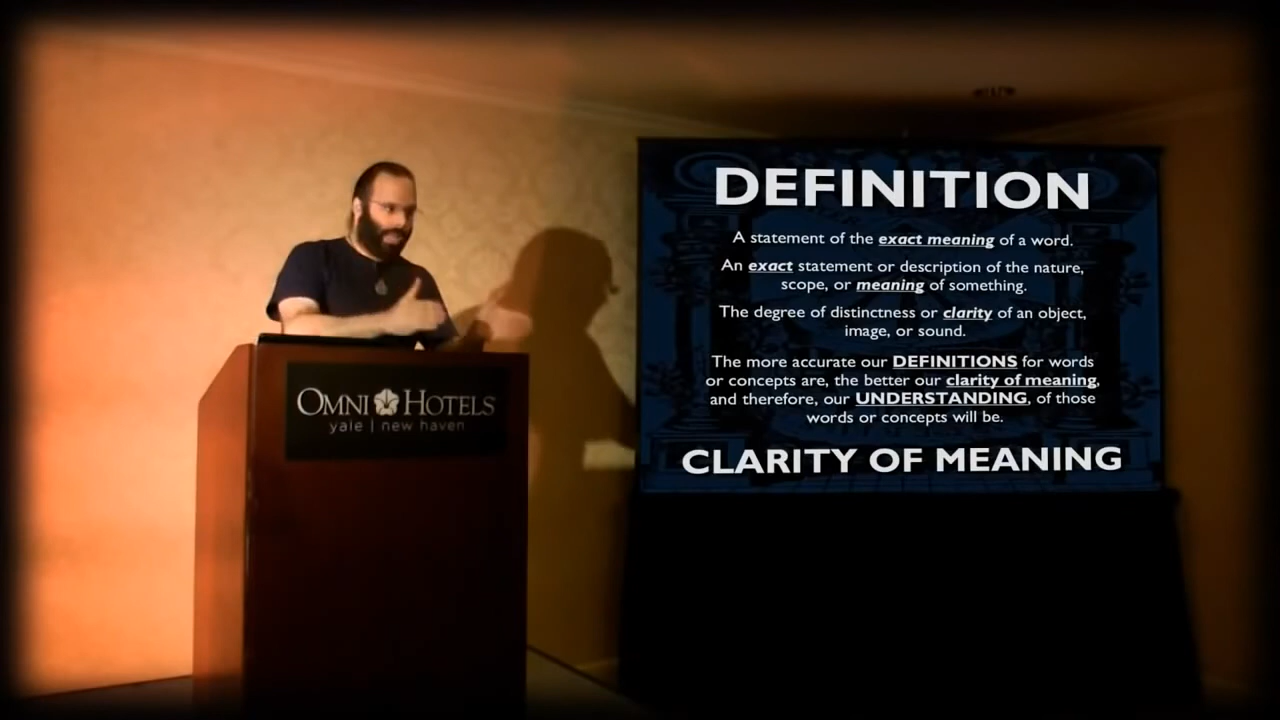 OMNI HOTELS
yale | new haven
DEFINITION
A statement of the exact meaning of a word.
An exact statement or description of the nature,
scope, or meaning of something.
The degree of distinctness or clarity of an object,
image, or sound.
The more accurate our DEFINITIONS for words
or concepts are, the better our clarity of meaning,
and therefore, our UNDERSTANDING, of those
words or concepts will be.
CLARITY OF MEANING